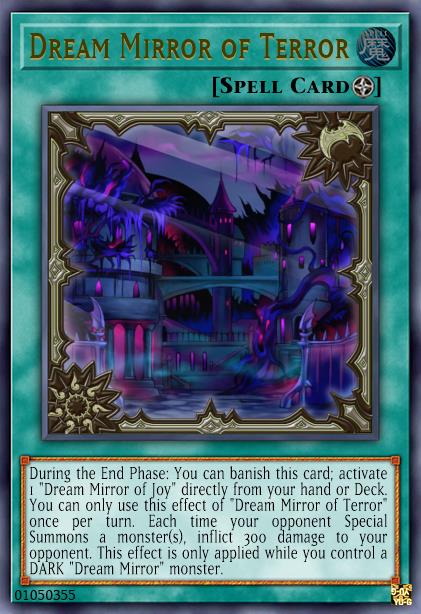 Dream Mirror of Terror
魔
[Spell Card]
During the End Phase: You can banish this card; activate
1 "Dream Mirror of Joy" directly from your hand or Deck.
You can only use this effect of "Dream Mirror of Terror"
once per turn. Each time your opponent Special
Summons a monster(s), inflict 300 damage to your
opponent. This effect is only applied while you control a
DARK "Dream Mirror" monster.
01050355